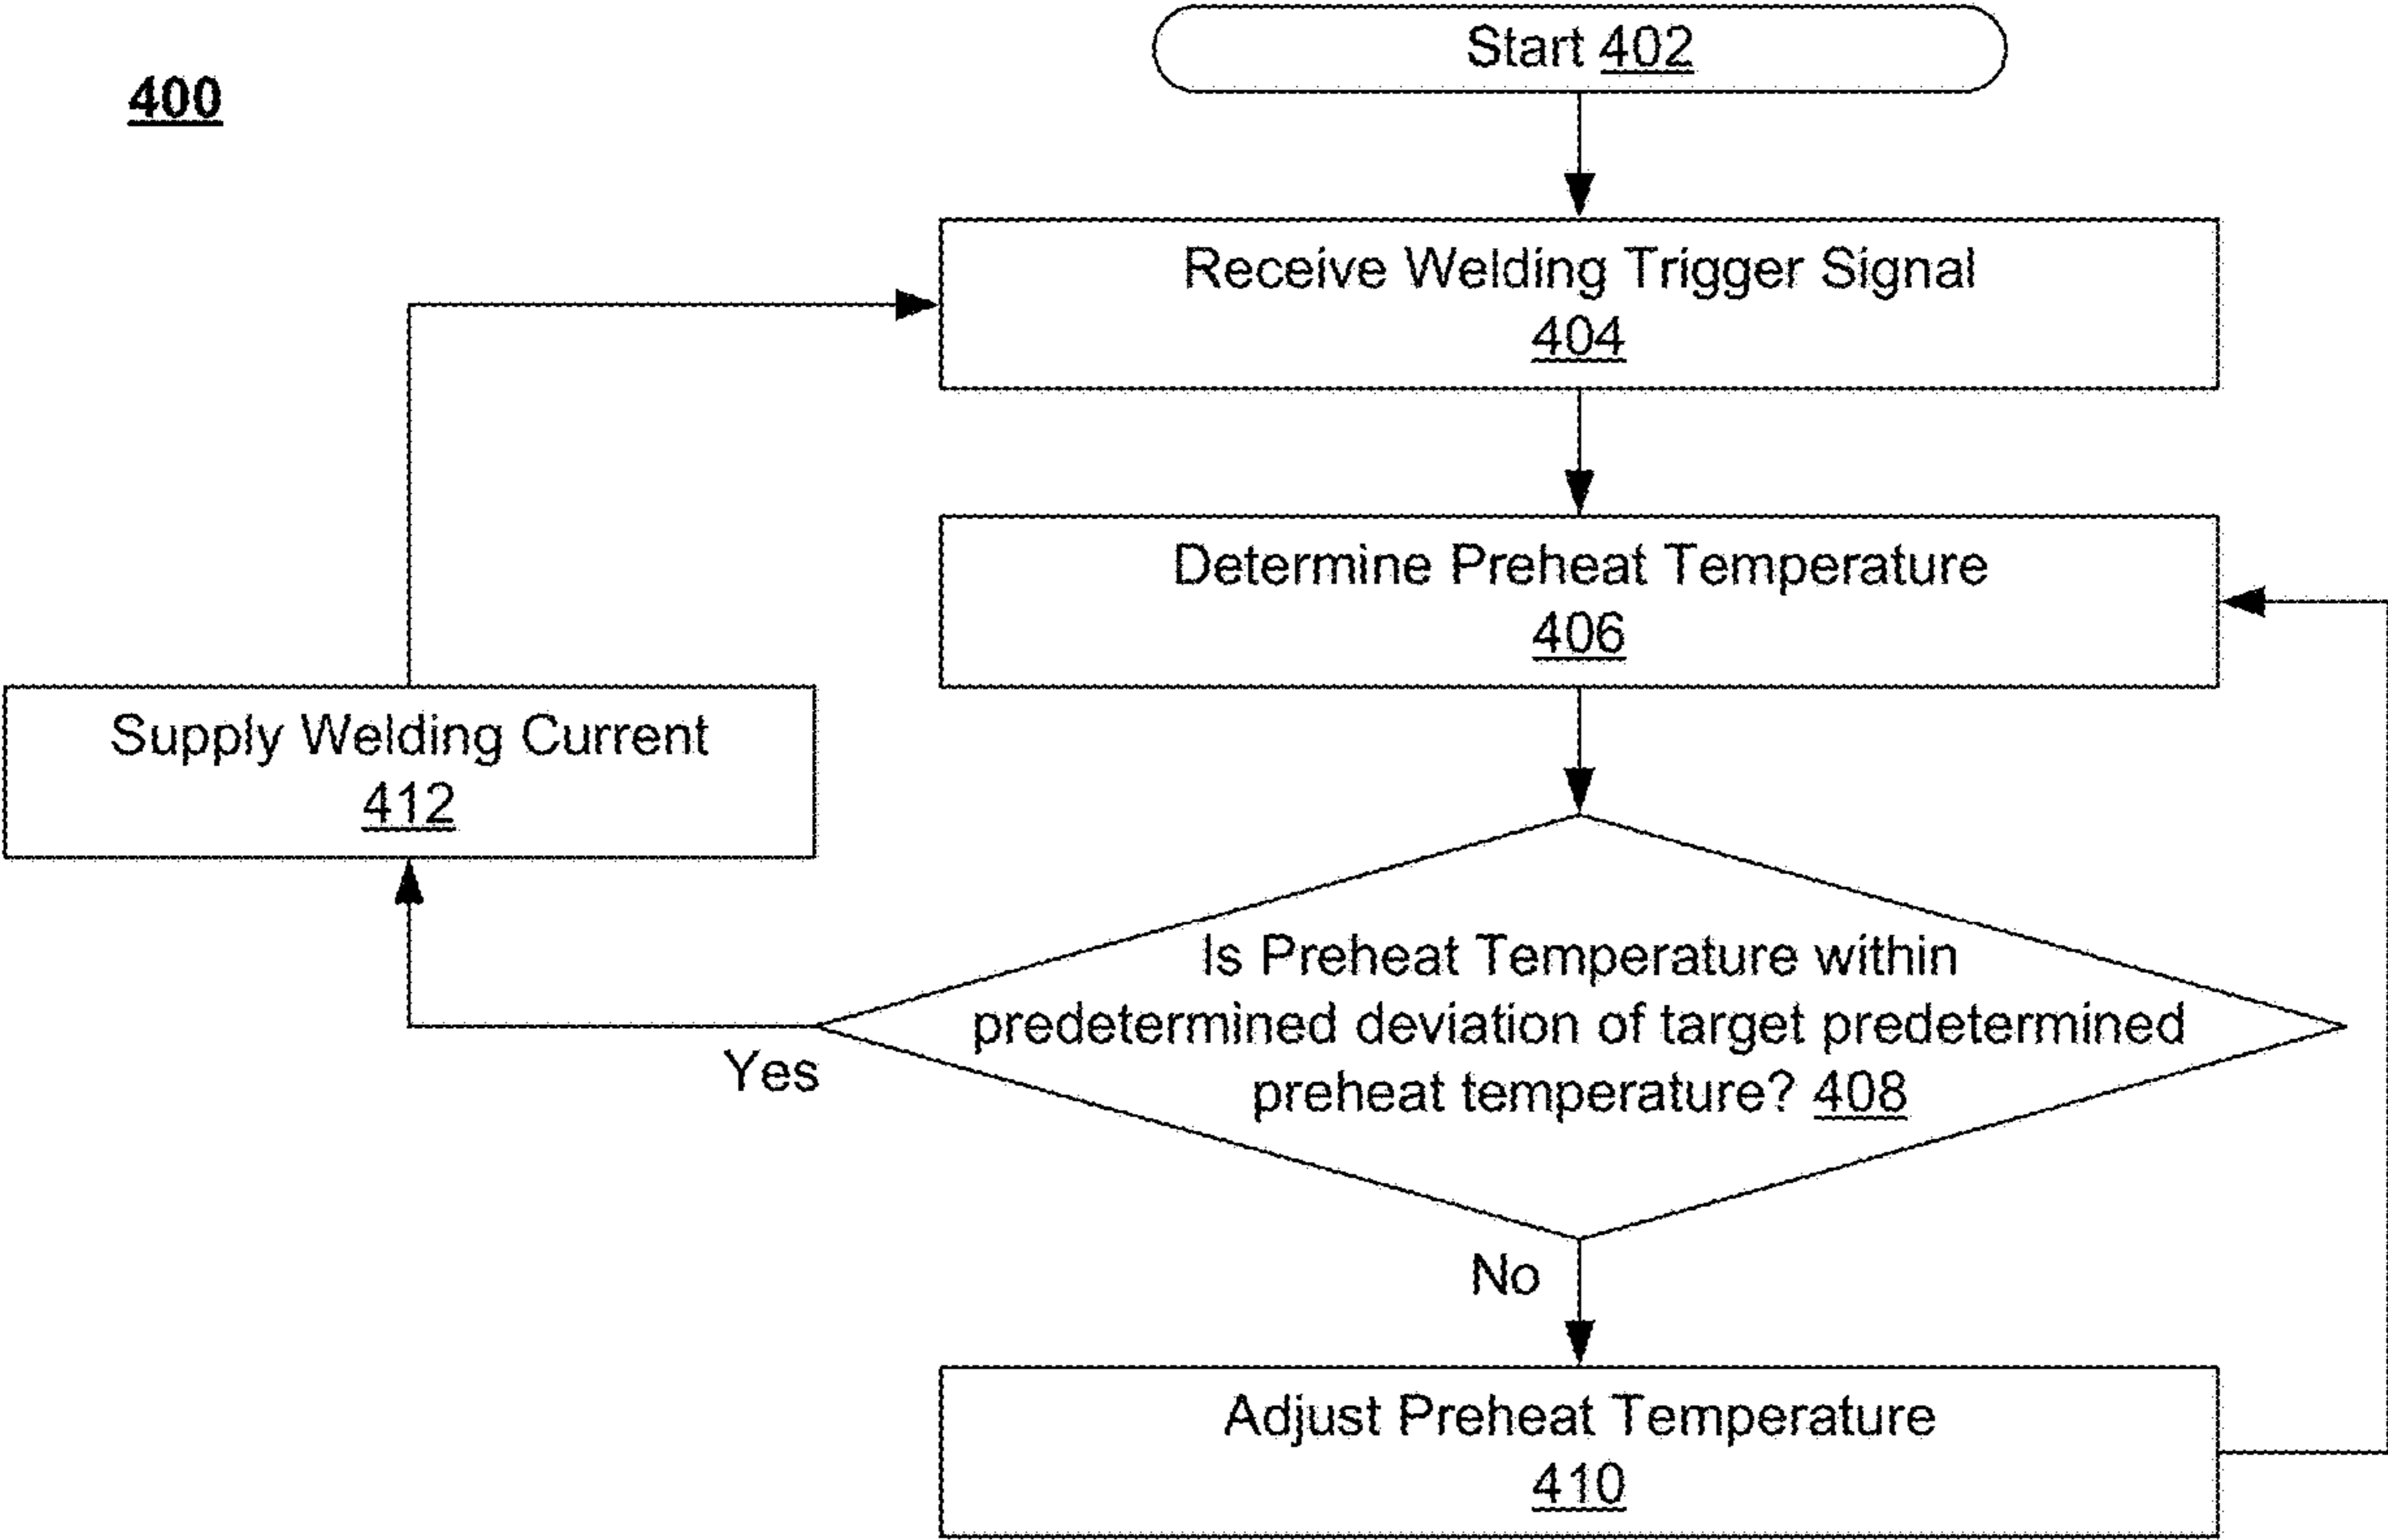 400
Start 402
Receive Welding Trigger Signal
404
Determine Preheat Temperature
406
Supply Welding Current
412
Is Preheat Temperature within
predetermined deviation of target predetermined
preheat temperature? 408
Yes
No
Adjust Preheat Temperature
410